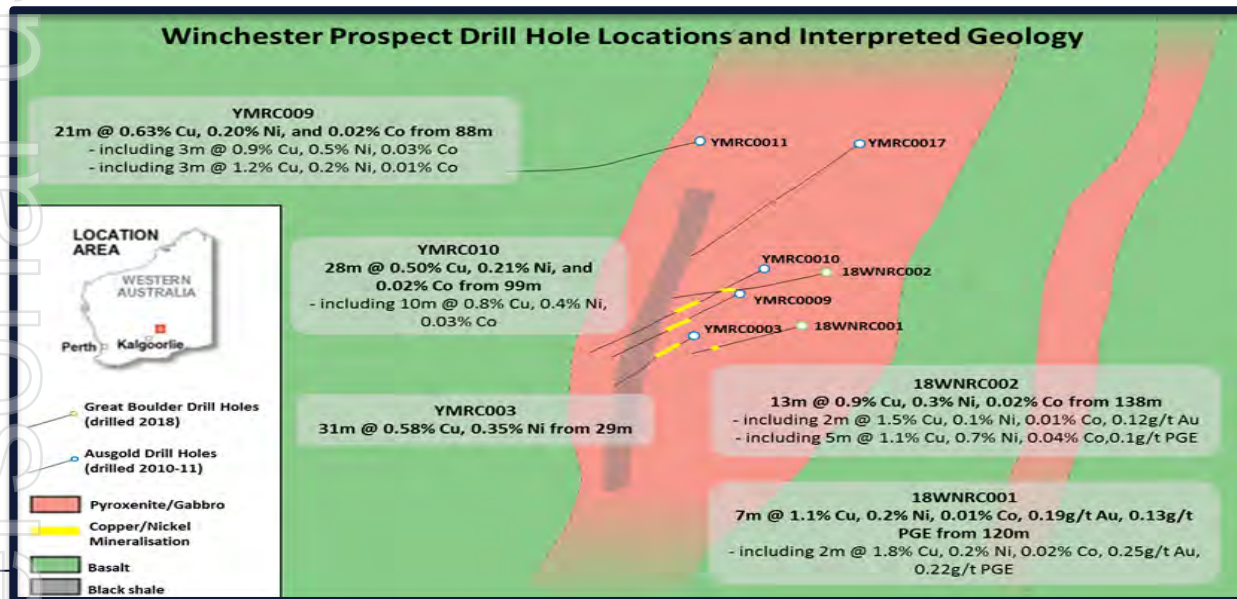 Winchester Prospect Drill Hole Locations and Interpreted Geology
YMRC009
21m @ 0.63% Cu, 0.20% Ni, and 0.02% Co from 88m
- including 3m @ 0.9% Cu, 0.5% Ni, 0.03% Co
- including 3m @ 1.2% Cu, 0.2% Ni, 0.01% Co
YMRC0011
YMRC0017
LOCATION
AREA
WESTERN
AUSTRALIA
Perth
Kalgoorlie
YMRC010
28m @ 0.50% Cu, 0.21% Ni, and
0.02% Co from 99m
- including 10m @ 0.8% Cu, 0.4% Ni,
0.03% Co
YMRC0010
18WNRC002
YMRC0009
YMRC0003
18WNRC001
Great Boulder Drill Holes
(drilled 2018)
Ausgold Drill Holes
(drilled 2010-11)
Pyroxenite/Gabbro
Copper/Nickel
Mineralisation
Basalt
Black shale
YMRC003
31m @ 0.58% Cu, 0.35% Ni from 29m
18WNRC002
13m @ 0.9% Cu, 0.3% Ni, 0.02% Co from 138m
- including 2m @ 1.5% Cu, 0.1% Ni, 0.01% Co, 0.12g/t Au
- including 5m @ 1.1% Cu, 0.7% Ni, 0.04% Co,0.1g/t PGE
18WNRC001
7m @ 1.1% Cu, 0.2% Ni, 0.01% Co, 0.19g/t Au, 0.13g/t
PGE from 120m
- including 2m @ 1.8% Cu, 0.2% Ni, 0.02% Co, 0.25g/t Au,
0.22g/t PGE